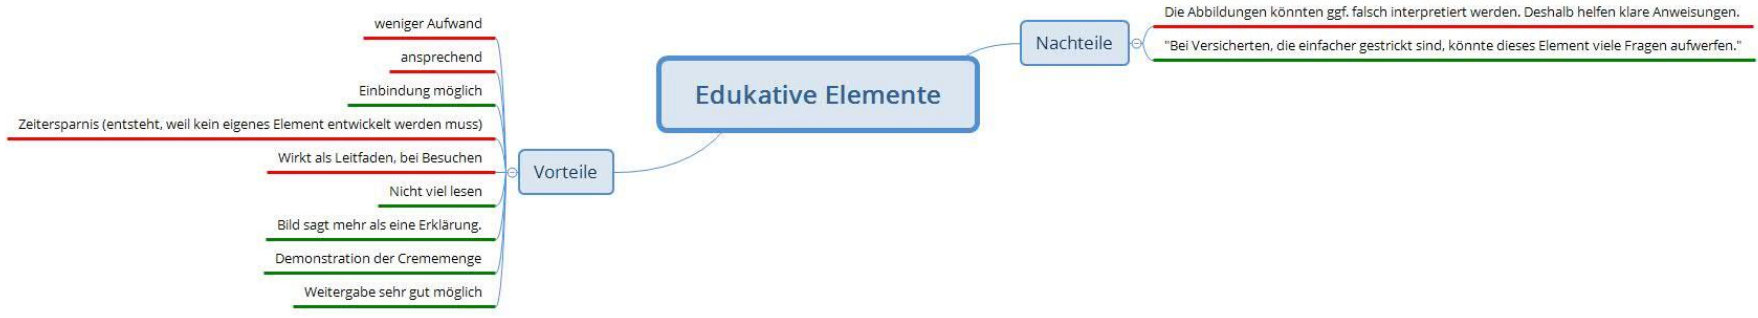 weniger Aufwand
ansprechend
Einbindung möglich
Zeitersparnis (entsteht, weil kein eigenes Element entwickelt werden muss)
Wirkt als Leitfaden, bei Besuchen
Nicht viel lesen
Bild sagt mehr als eine Erklärung.
Demonstration der Crememenge
Weitergabe sehr gut möglich
Vorteile
Edukative Elemente
Nachteile
Die Abbildungen könnten ggf. falsch interpretiert werden. Deshalb helfen klare Anweisungen.
"Bei Versicherten, die einfacher gestrickt sind, könnte dieses Element viele Fragen aufwerfen."